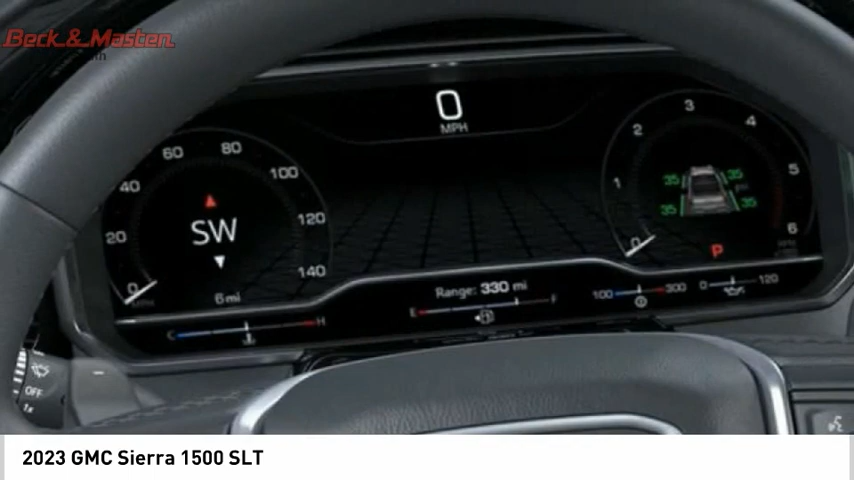 Beck & Masten
0
MPH
0 20 40 60 80 100 120 140
SW
6 mi
C H
Range: 330 mi
E F
0 1 2 3 4 5 6
35 35
35 35
P
100 300
0 120
OFF
1x
2023 GMC Sierra 1500 SLT